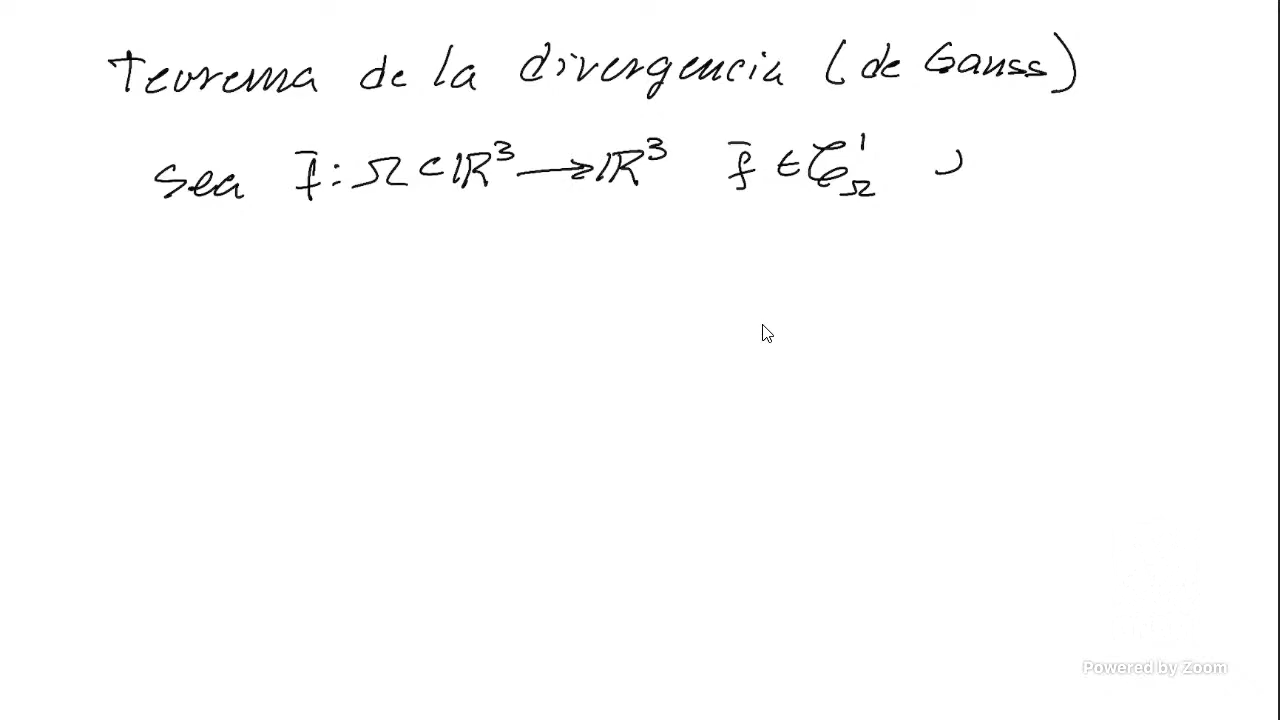 Teorema de la divergencia (de Gauss)
Sea f̄: Ω ⊂ ℝ³ → ℝ³ f̄ ∈ 𝒞¹_Ω
Powered by Zoom